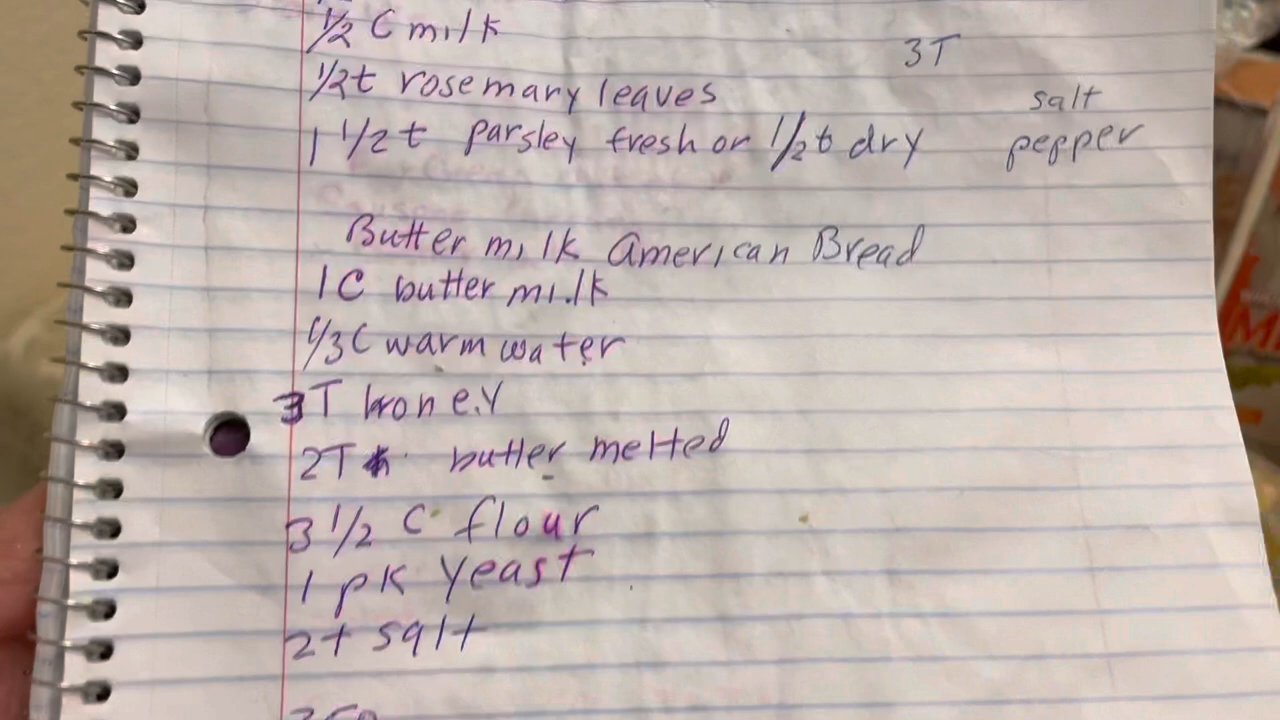 1/2 C milk
3T
1/2t rosemary leaves
salt
1 1/2 t parsley fresh or 1/2t dry
pepper
Butter milk American Bread
1C butter milk
1/3C warm water
3T honey
2T butter melted
3 1/2 C flour
1 pK yeast
2t salt